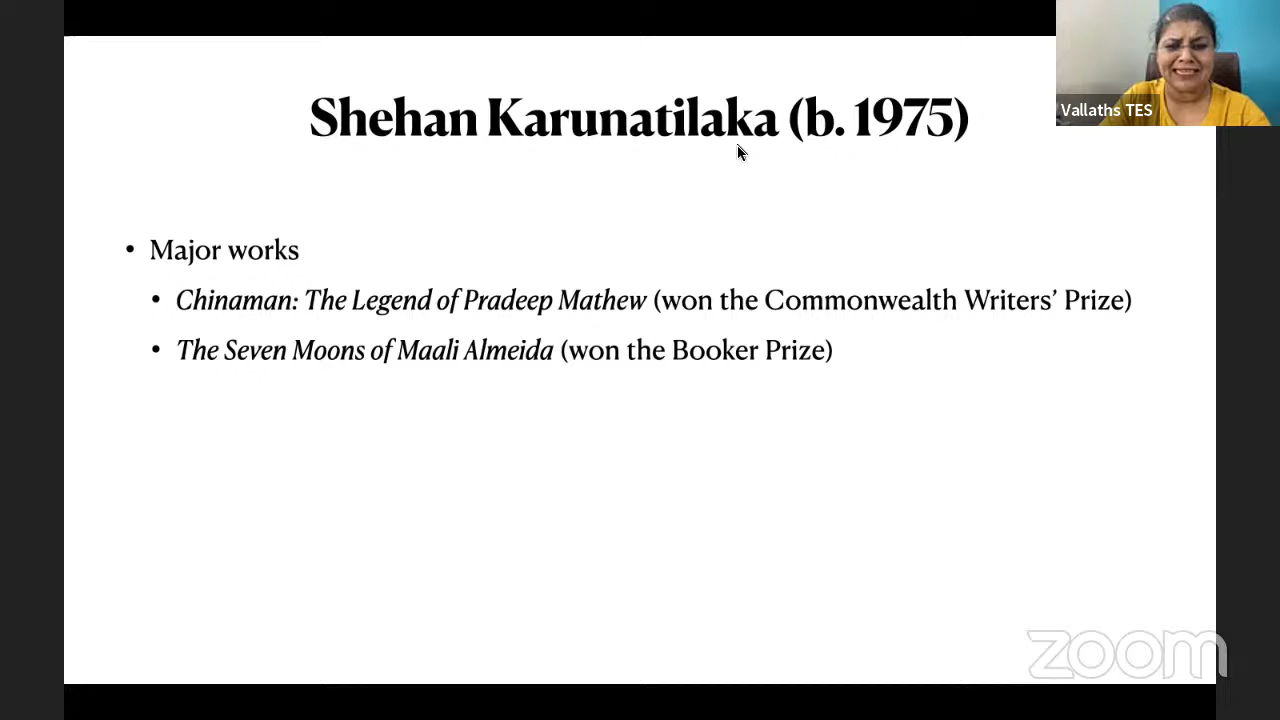 Shehan Karunatilaka (b. 1975)
Vallaths TES
• Major works
• Chinaman: The Legend of Pradeep Mathew (won the Commonwealth Writers’ Prize)
• The Seven Moons of Maali Almeida (won the Booker Prize)
zoom